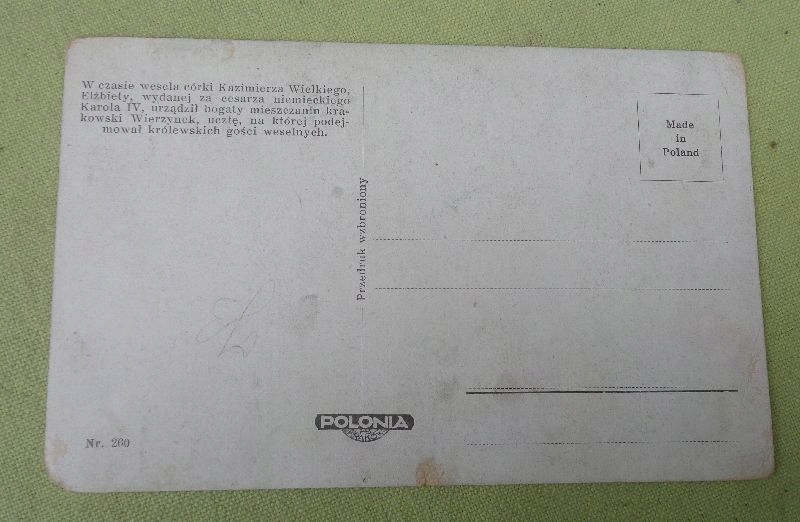 W czasie wesela córki Kazimierza Wielkiego,
Elżbiety, wydanej za cesarza niemieckiego
Karola IV, urządził bogaty mieszczanin kra-
kowski Wierzynek, ucztę, na której podej-
mował królewskich gości weselnych.
Przedruk wzbroniony
Made
in
Poland
POLONIA
KRAKÓW
Nr. 260